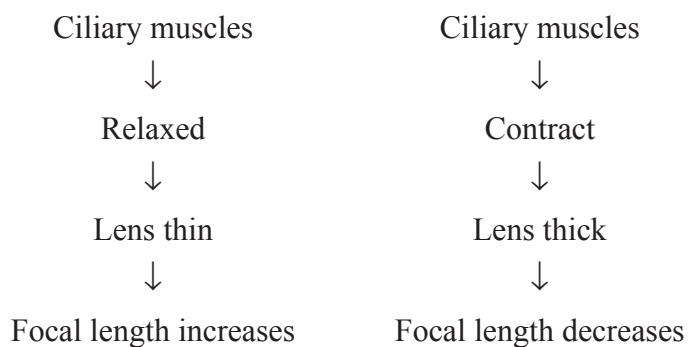 Ciliary muscles
↓
Relaxed
↓
Lens thin
↓
Focal length increases
Ciliary muscles
↓
Contract
↓
Lens thick
↓
Focal length decreases